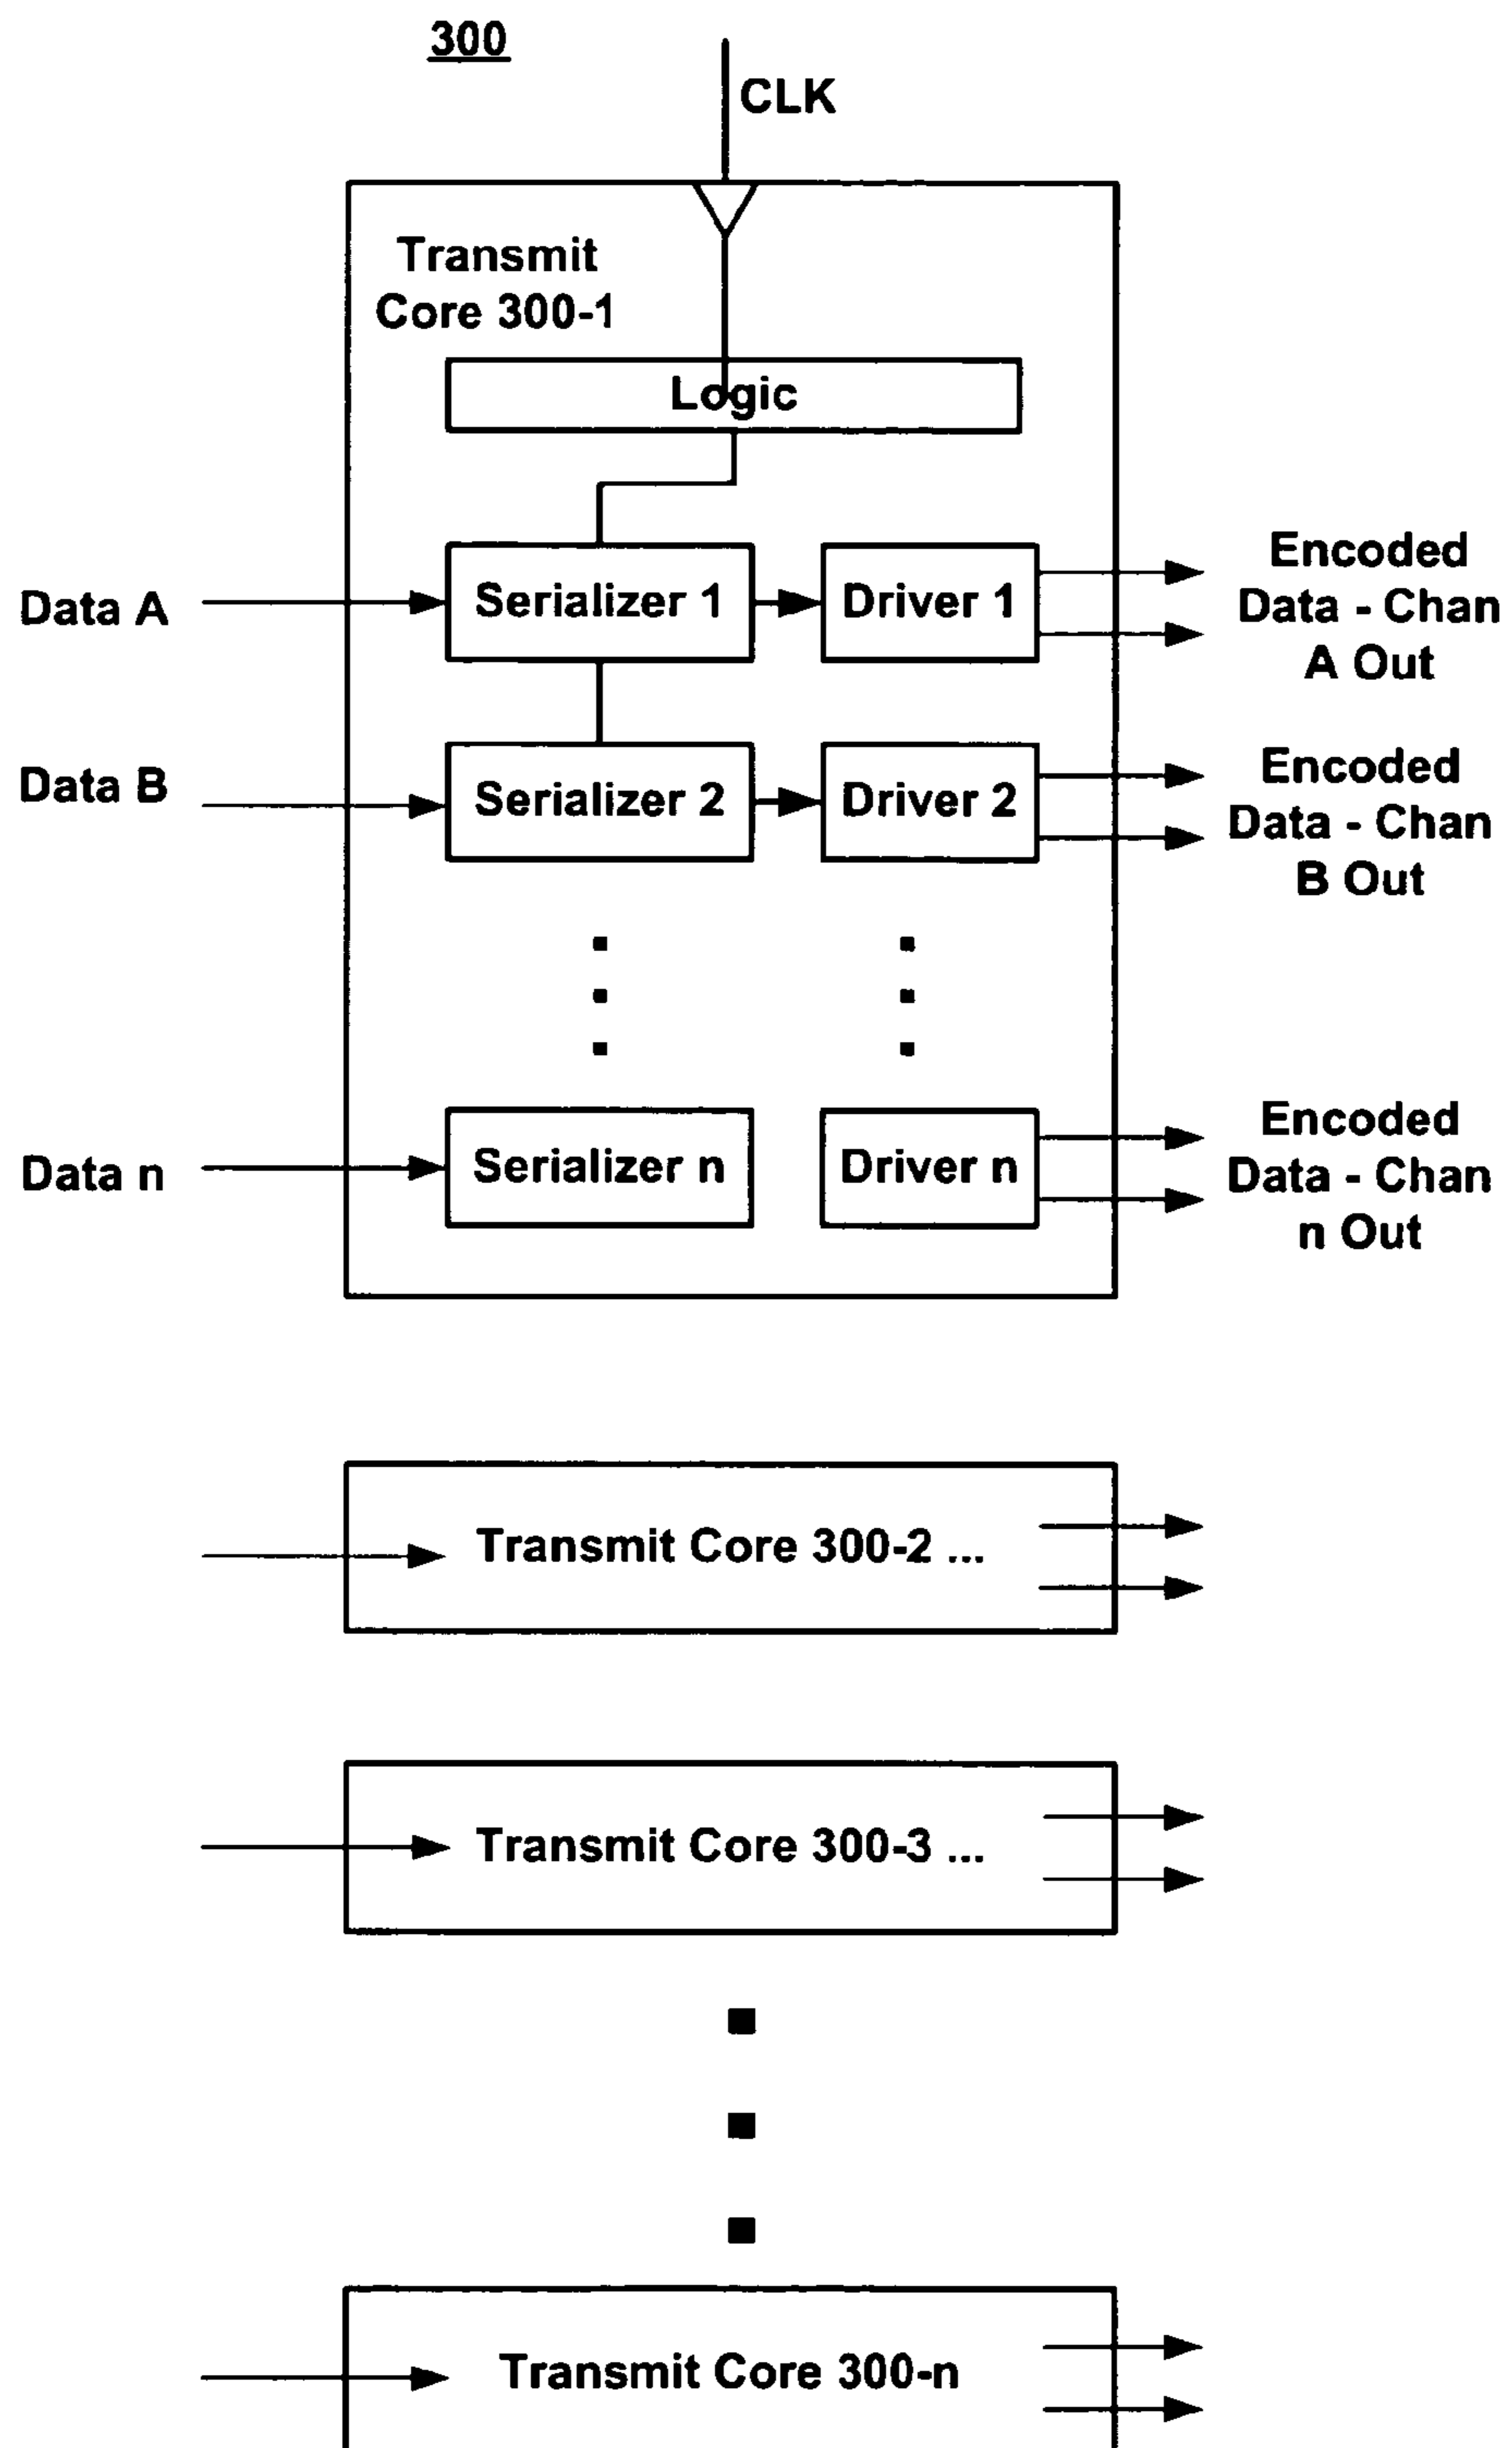 300
CLK
Transmit
Core 300-1
Logic
Data A
Serializer 1
Driver 1
Encoded
Data - Chan
A Out
Data B
Serializer 2
Driver 2
Encoded
Data - Chan
B Out
Data n
Serializer n
Driver n
Encoded
Data - Chan
n Out
Transmit Core 300-2 ...
Transmit Core 300-3 ...
Transmit Core 300-n